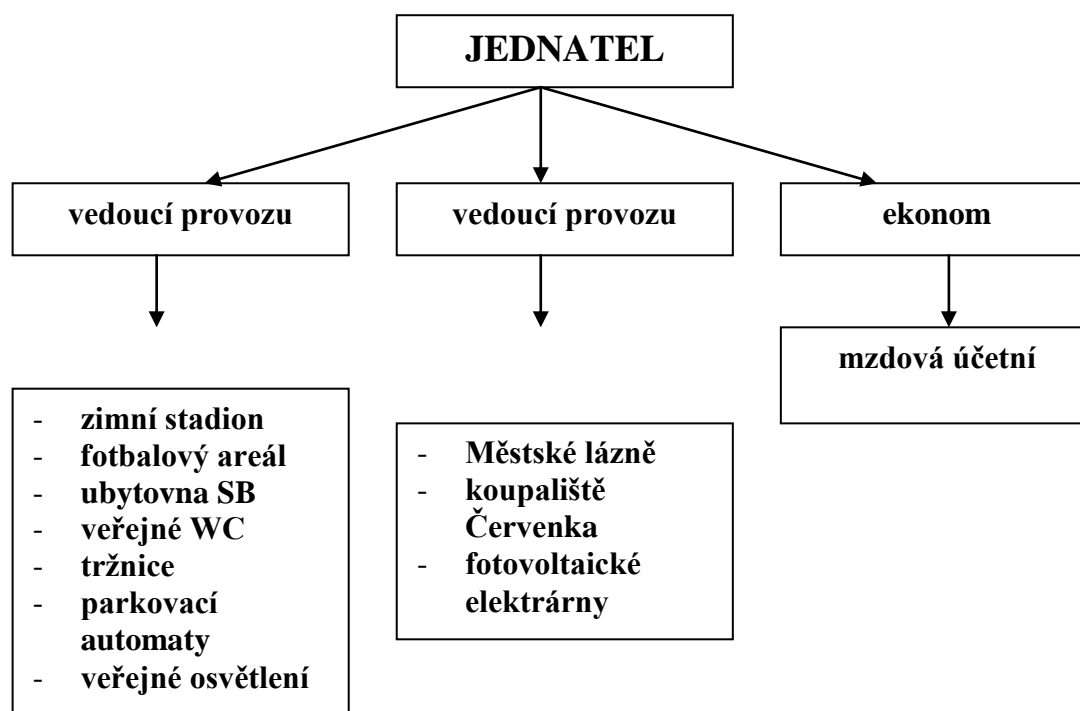 JEDNATEL
vedoucí provozu
vedoucí provozu
ekonom
mzdová účetní
- zimní stadion
- fotbalový areál
- ubytovna SB
- veřejné WC
- tržnice
- parkovací
automaty
- veřejné osvětlení
- Městské lázně
- koupaliště
Červenka
- fotovoltaické
elektrárny